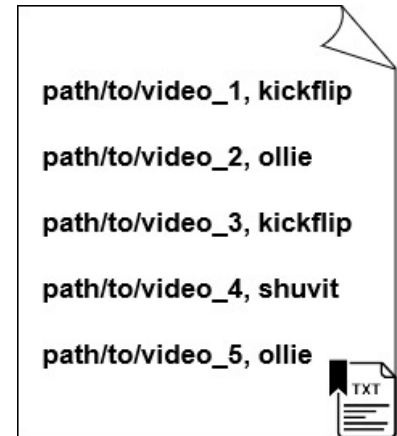 path/to/video_1, kickflip
path/to/video_2, ollie
path/to/video_3, kickflip
path/to/video_4, shuvit
path/to/video_5, ollie
TXT